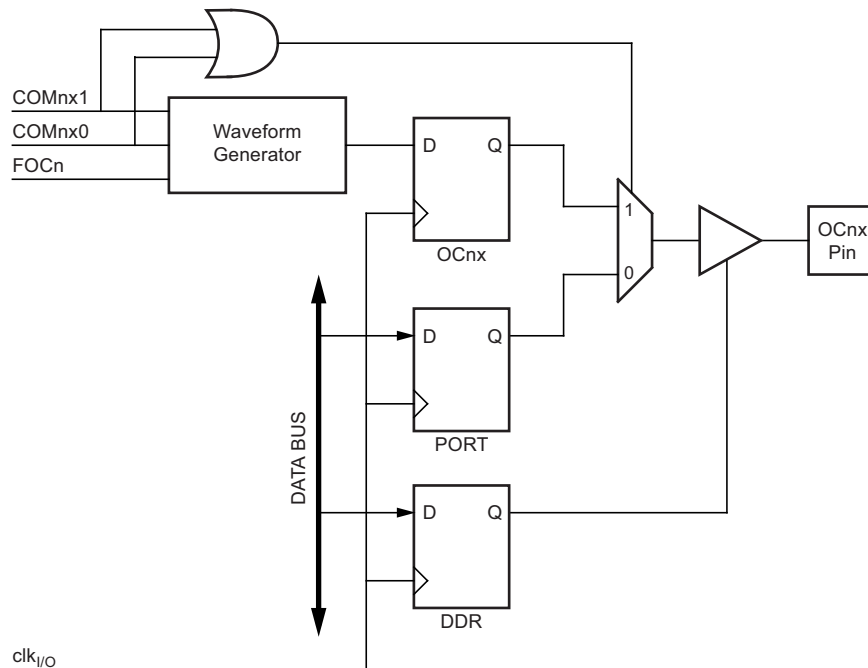 COMnx1
COMnx0
FOCn
Waveform
Generator
D
Q
OCnx
1
0
OCnx
Pin
D
Q
PORT
DATA BUS
D
Q
DDR
clkI/O